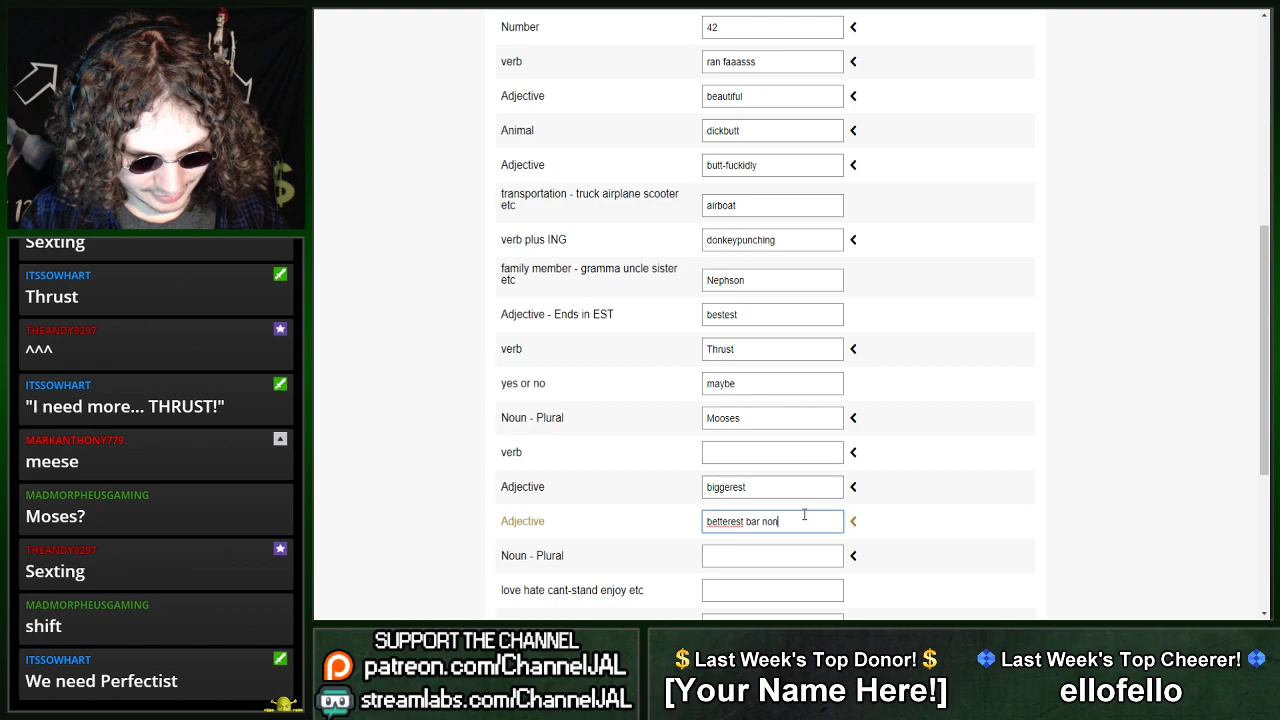 Number 42
verb ran faaasss
Adjective beautiful
Animal dickbutt
Adjective butt-fuckidly
transportation - truck airplane scooter
etc airboat
verb plus ING donkeypunching
family member - gramma uncle sister
etc Nephson
Adjective - Ends in EST bestest
verb Thrust
yes or no maybe
Noun - Plural Mooses
verb
Adjective biggerest
Adjective betterest bar non
Noun - Plural
love hate cant-stand enjoy etc
Sexting
ITSSOWHART
Thrust
THEANDY9297
^^^
ITSSOWHART
"I need more... THRUST!"
MARKANTHONY779
meese
MADMORPHEUSGAMING
Moses?
THEANDY9297
Sexting
MADMORPHEUSGAMING
shift
ITSSOWHART
We need Perfectist
SUPPORT THE CHANNEL
patreon.com/ChannelJAL
streamlabs.com/ChannelJAL
$ Last Week's Top Donor! $
[Your Name Here!]
Last Week's Top Cheerer!
ellofello